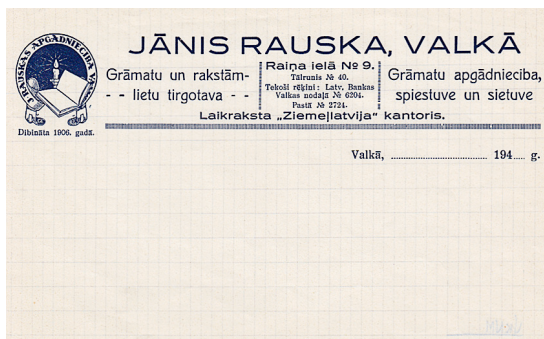 J. RAUSKAS APGĀDNIECĪBA VALKĀ
Dibināta 1906. gadā.
JĀNIS RAUSKA, VALKĀ
Grāmatu un rakstām-
- - lietu tirgotava - -
Raiņa ielā № 9.
Tālrunis № 40.
Tekoši rēķini: Latv. Bankas
Valkas nodaļā № 6204.
Pastā № 2724.
Grāmatu apgādniecība,
spiestuve un sietuve
Laikraksta „Ziemeļlatvija" kantoris.
Valkā, ........................ 194.... g.